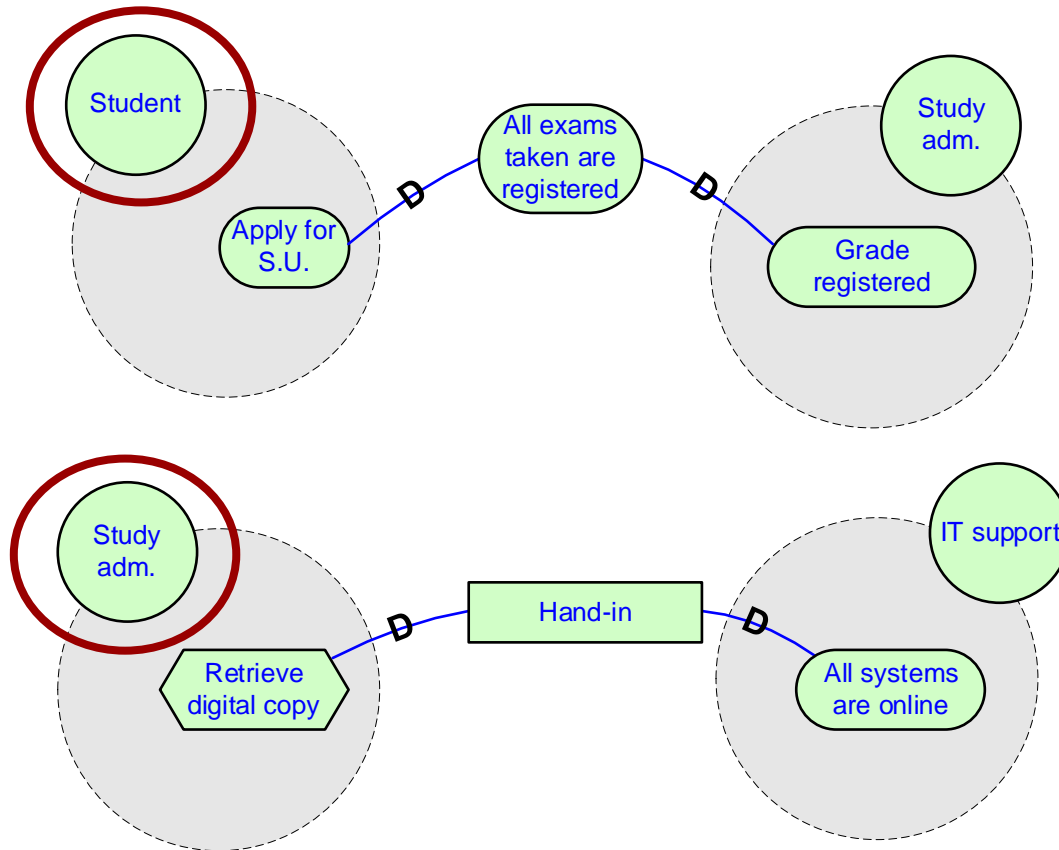 Student
All exams
taken are
registered
Study
adm.
D
D
Apply for
S.U.
Grade
registered
Study
adm.
IT support
D
Hand-in
D
Retrieve
digital copy
All systems
are online